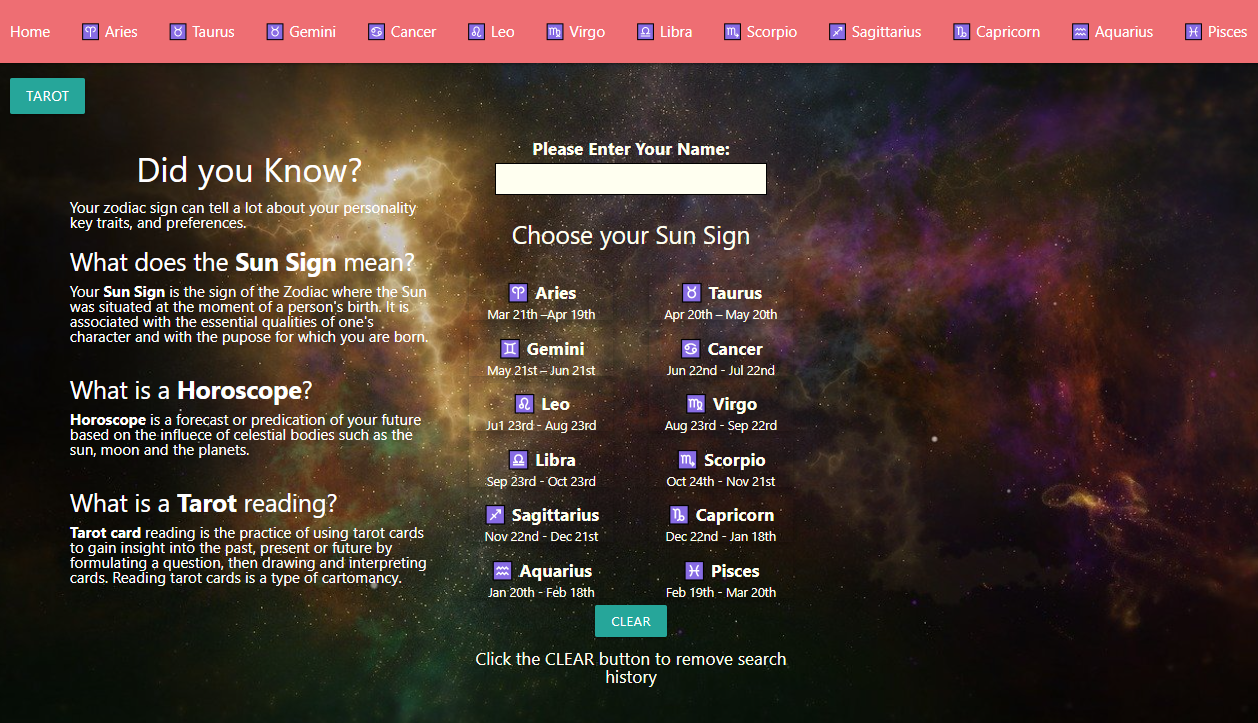 Home ♈ Aries ♉ Taurus ♉ Gemini ♋ Cancer ♌ Leo ♍ Virgo ♎ Libra ♏ Scorpio ♐ Sagittarius ♑ Capricorn ♒ Aquarius ♓ Pisces
TAROT
Did you Know?
Your zodiac sign can tell a lot about your personality
key traits, and preferences.
What does the Sun Sign mean?
Your Sun Sign is the sign of the Zodiac where the Sun
was situated at the moment of a person's birth. It is
associated with the essential qualities of one's
character and with the pupose for which you are born.
What is a Horoscope?
Horoscope is a forecast or predication of your future
based on the influece of celestial bodies such as the
sun, moon and the planets.
What is a Tarot reading?
Tarot card reading is the practice of using tarot cards
to gain insight into the past, present or future by
formulating a question, then drawing and interpreting
cards. Reading tarot cards is a type of cartomancy.
Please Enter Your Name:
Choose your Sun Sign
♈ Aries ♉ Taurus
Mar 21th –Apr 19th Apr 20th – May 20th
♊ Gemini ♋ Cancer
May 21st – Jun 21st Jun 22nd - Jul 22nd
♌ Leo ♍ Virgo
Ju1 23rd - Aug 23rd Aug 23rd - Sep 22rd
♎ Libra ♏ Scorpio
Sep 23rd - Oct 23rd Oct 24th - Nov 21st
♐ Sagittarius ♑ Capricorn
Nov 22nd - Dec 21st Dec 22nd - Jan 18th
♒ Aquarius ♓ Pisces
Jan 20th - Feb 18th Feb 19th - Mar 20th
CLEAR
Click the CLEAR button to remove search
history